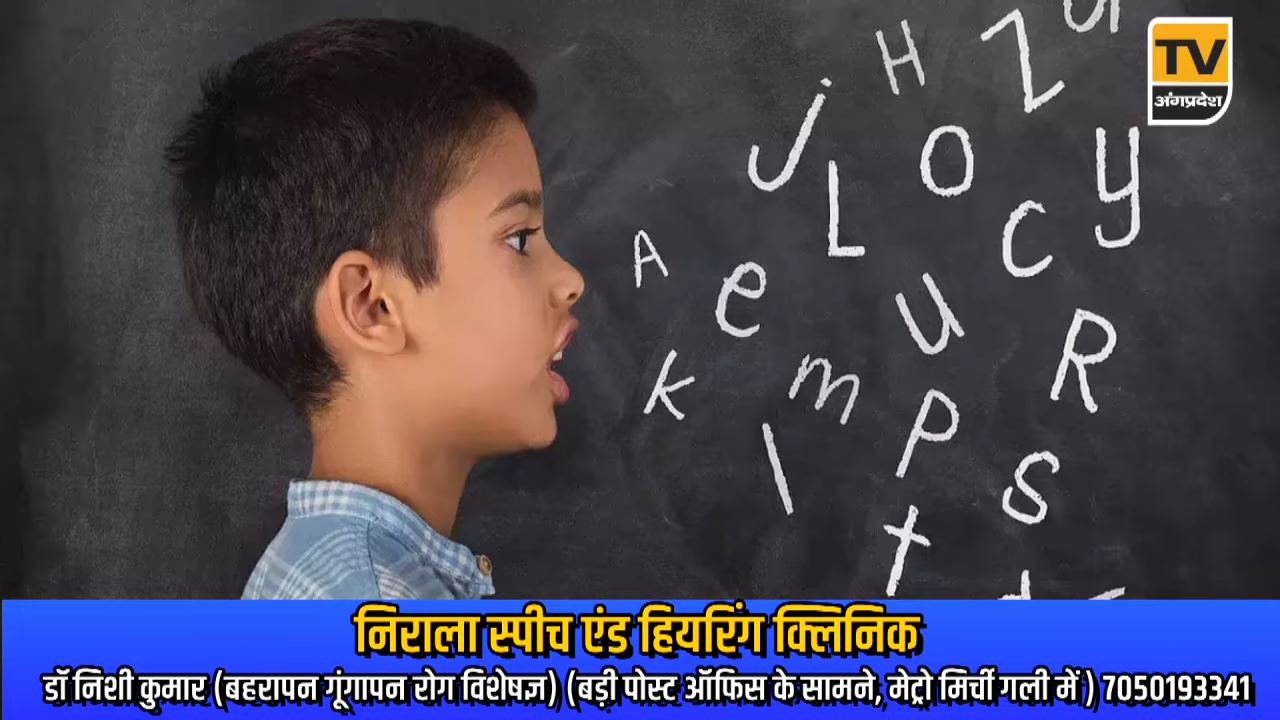 H Z
TV
अंगप्रदेश
J O y
L C
A e u
R
K m P
l S
t
निराला स्पीच एंड हियरिंग क्लिनिक
डॉ निशी कुमार (बहरापन गूंगापन रोग विशेषज्ञ) (बड़ी पोस्ट ऑफिस के सामने, मेट्रो मिर्ची गली में ) 7050193341